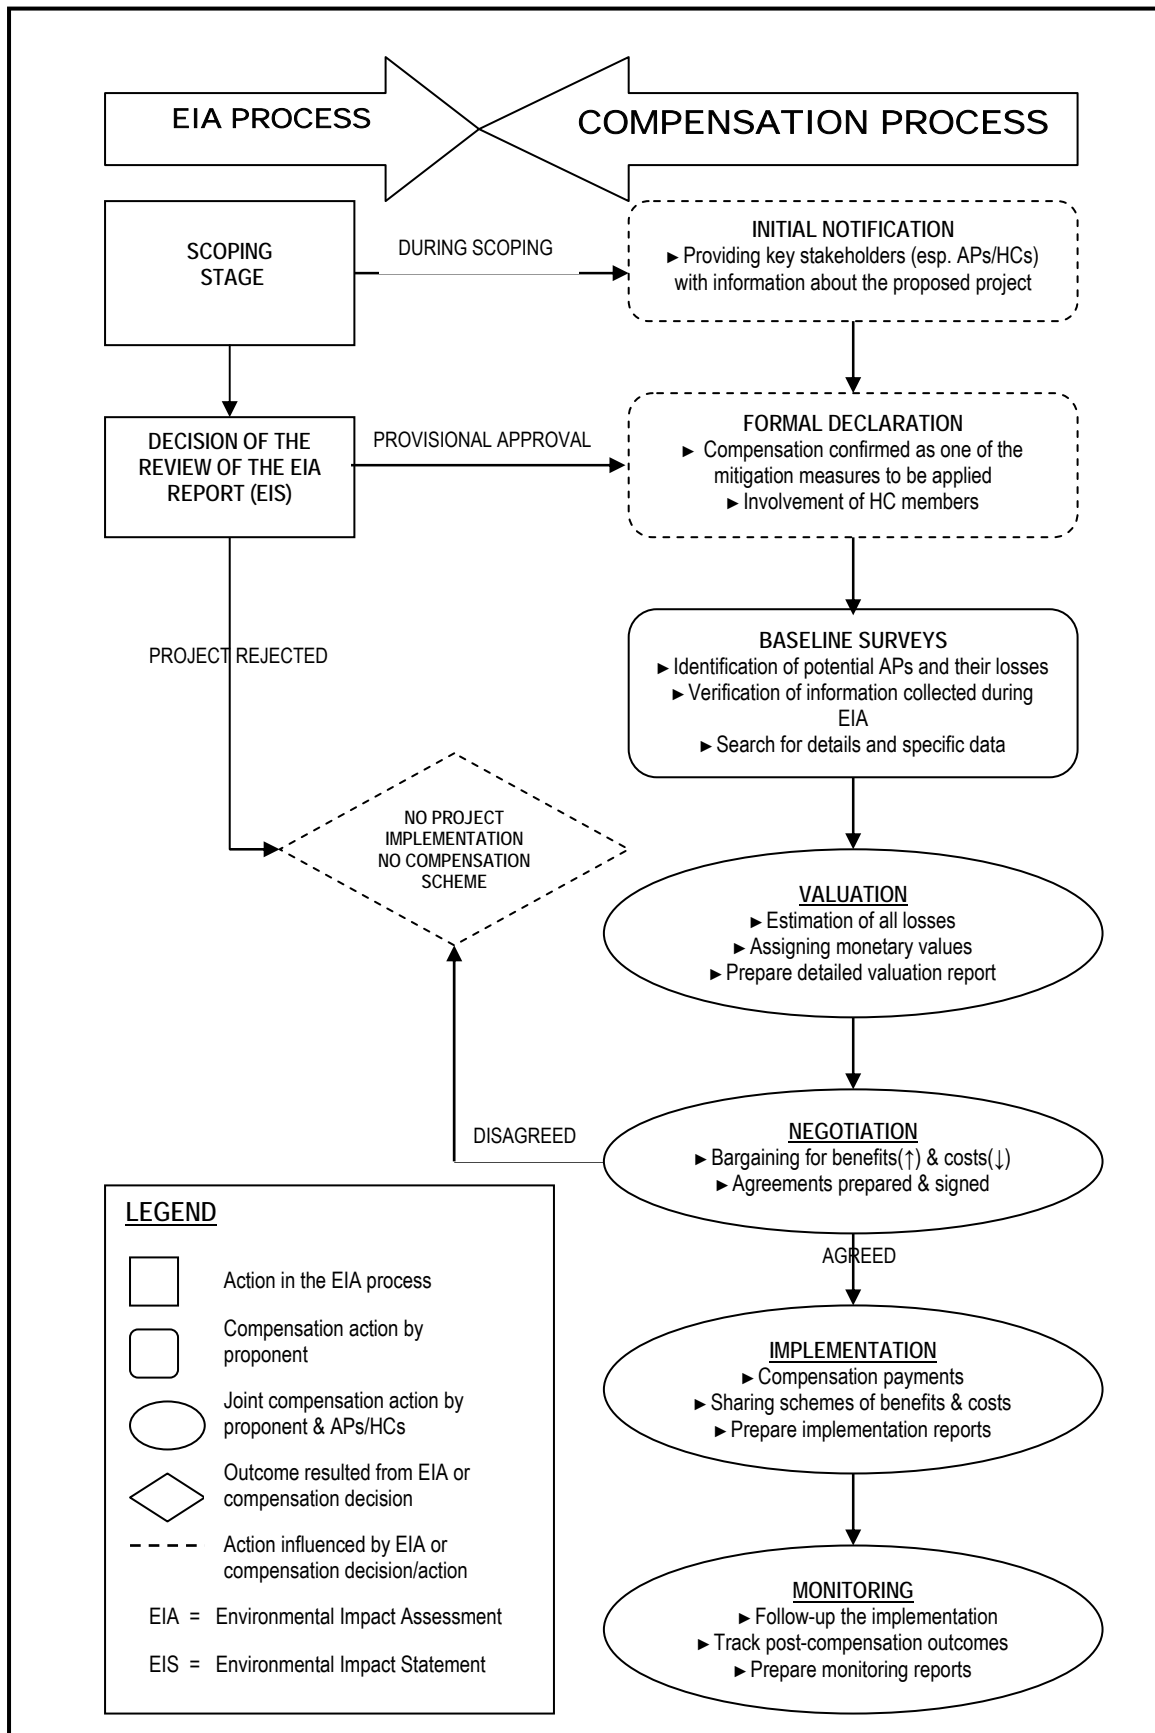 EIA PROCESS
COMPENSATION PROCESS
SCOPING
STAGE
DURING SCOPING
INITIAL NOTIFICATION
►Providing key stakeholders (esp. APs/HCs)
with information about the proposed project
DECISION OF THE
REVIEW OF THE EIA
REPORT (EIS)
PROVISIONAL APPROVAL
FORMAL DECLARATION
► Compensation confirmed as one of the
mitigation measures to be applied
►Involvement of HC members
PROJECT REJECTED
BASELINE SURVEYS
►Identification of potential APs and their losses
►Verification of information collected during
EIA
►Search for details and specific data
NO PROJECT
IMPLEMENTATION
NO COMPENSATION
SCHEME
VALUATION
►Estimation of all losses
►Assigning monetary values
►Prepare detailed valuation report
DISAGREED
NEGOTIATION
►Bargaining for benefits(↑) & costs(↓)
►Agreements prepared & signed
AGREED
IMPLEMENTATION
►Compensation payments
►Sharing schemes of benefits & costs
►Prepare implementation reports
MONITORING
►Follow-up the implementation
►Track post-compensation outcomes
►Prepare monitoring reports
LEGEND
Action in the EIA process
Compensation action by
proponent
Joint compensation action by
proponent & APs/HCs
Outcome resulted from EIA or
compensation decision
Action influenced by EIA or
compensation decision/action
EIA = Environmental Impact Assessment
EIS = Environmental Impact Statement